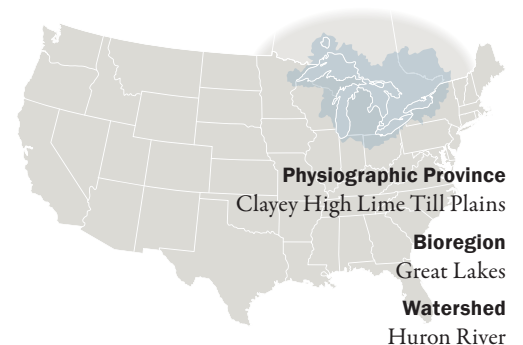 Physiographic Province
Clayey High Lime Till Plains
Bioregion
Great Lakes
Watershed
Huron River